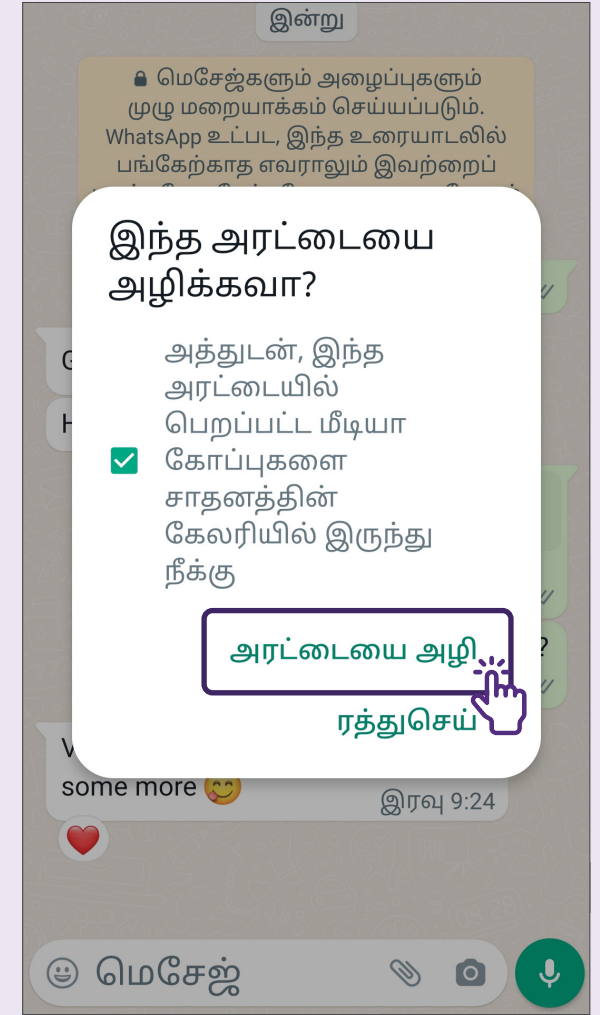 இன்று
🔒 மெசேஜ்களும் அழைப்புகளும்
முழு மறையாக்கம் செய்யப்படும்.
WhatsApp உட்பட, இந்த உரையாடலில்
பங்கேற்காத எவராலும் இவற்றைப்
இந்த அரட்டையை
அழிக்கவா?
அத்துடன், இந்த
அரட்டையில்
பெறப்பட்ட மீடியா
கோப்புகளை
சாதனத்தின்
கேலரியில் இருந்து
நீக்கு
அரட்டையை அழி
ரத்துசெய்
some more 😋
இரவு 9:24
மெசேஜ்